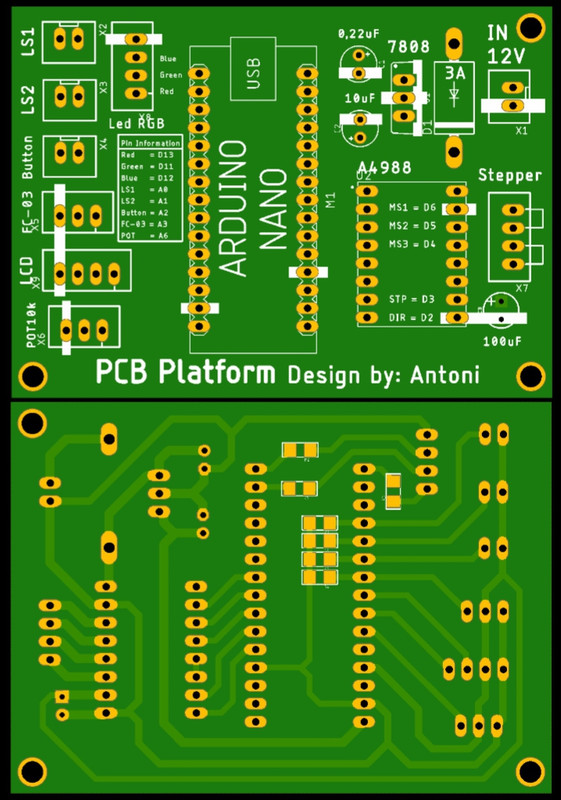 LS1
X2
Blue
Green
Red
LS2
X3
X8
Led RGB
Button
X4
Pin Information
Red = D13
Green = D11
Blue = D12
LS1 = A0
LS2 = A1
Button = A2
FC-03 = A3
POT = A6
FC-03
X5
LCD
X9
POT10k
X6
USB
ARDUINO
NANO
M1
0,22uF
10uF
7808
3A
D1
IN
12V
X1
A4988
U2
MS1 = D6
MS2 = D5
MS3 = D4
STP = D3
DIR = D2
Stepper
X7
100uF
PCB Platform Design by: Antoni